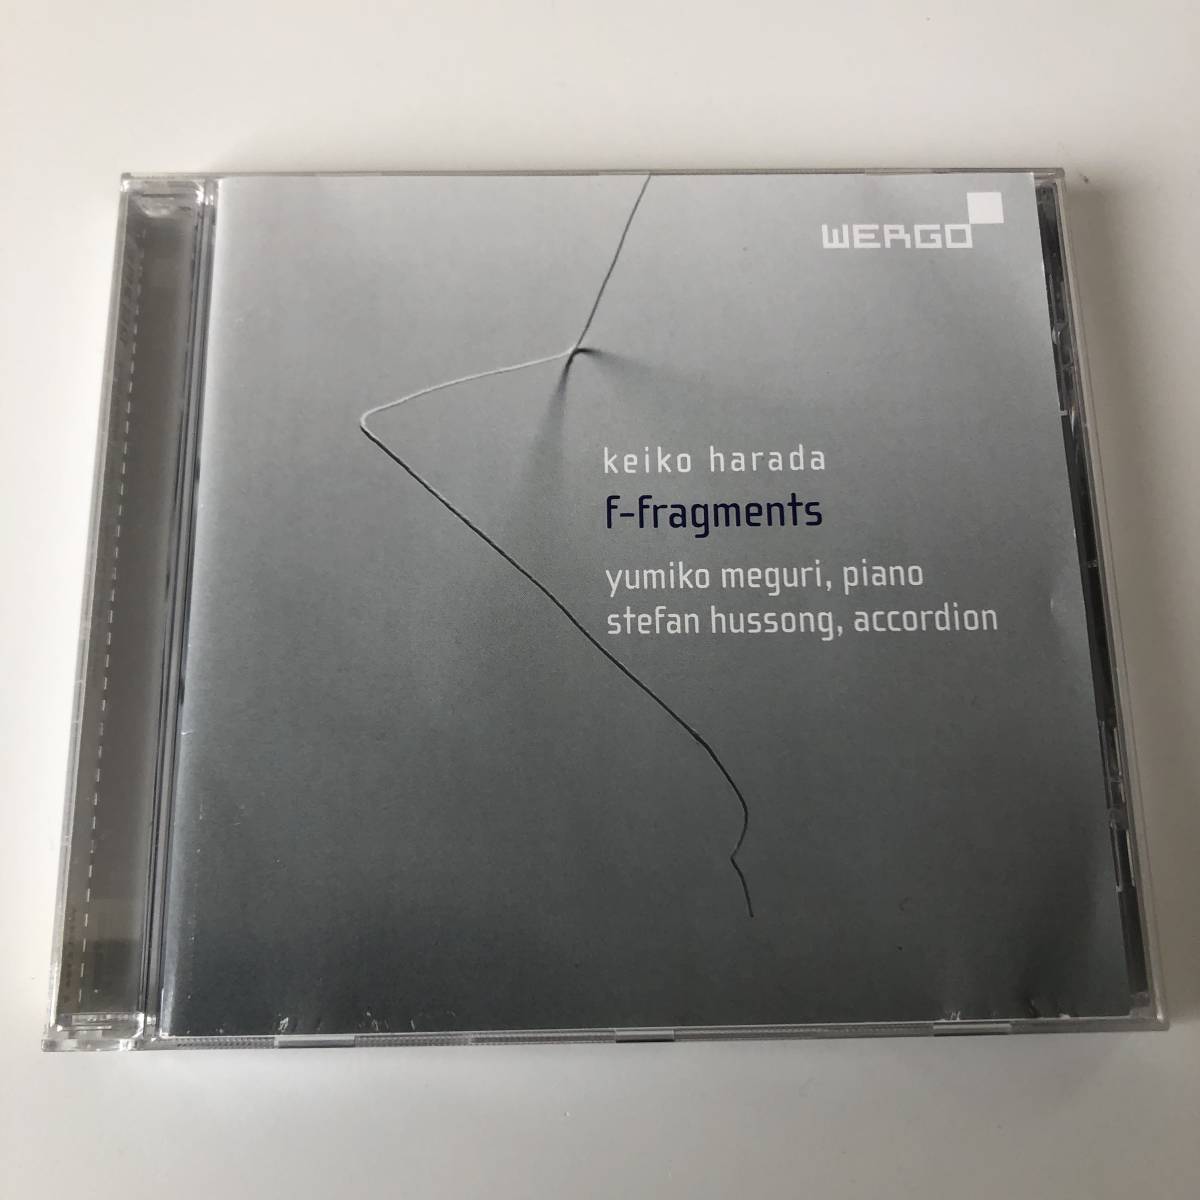 WERGO
keiko harada
f-fragments
yumiko meguri, piano
stefan hussong, accordion